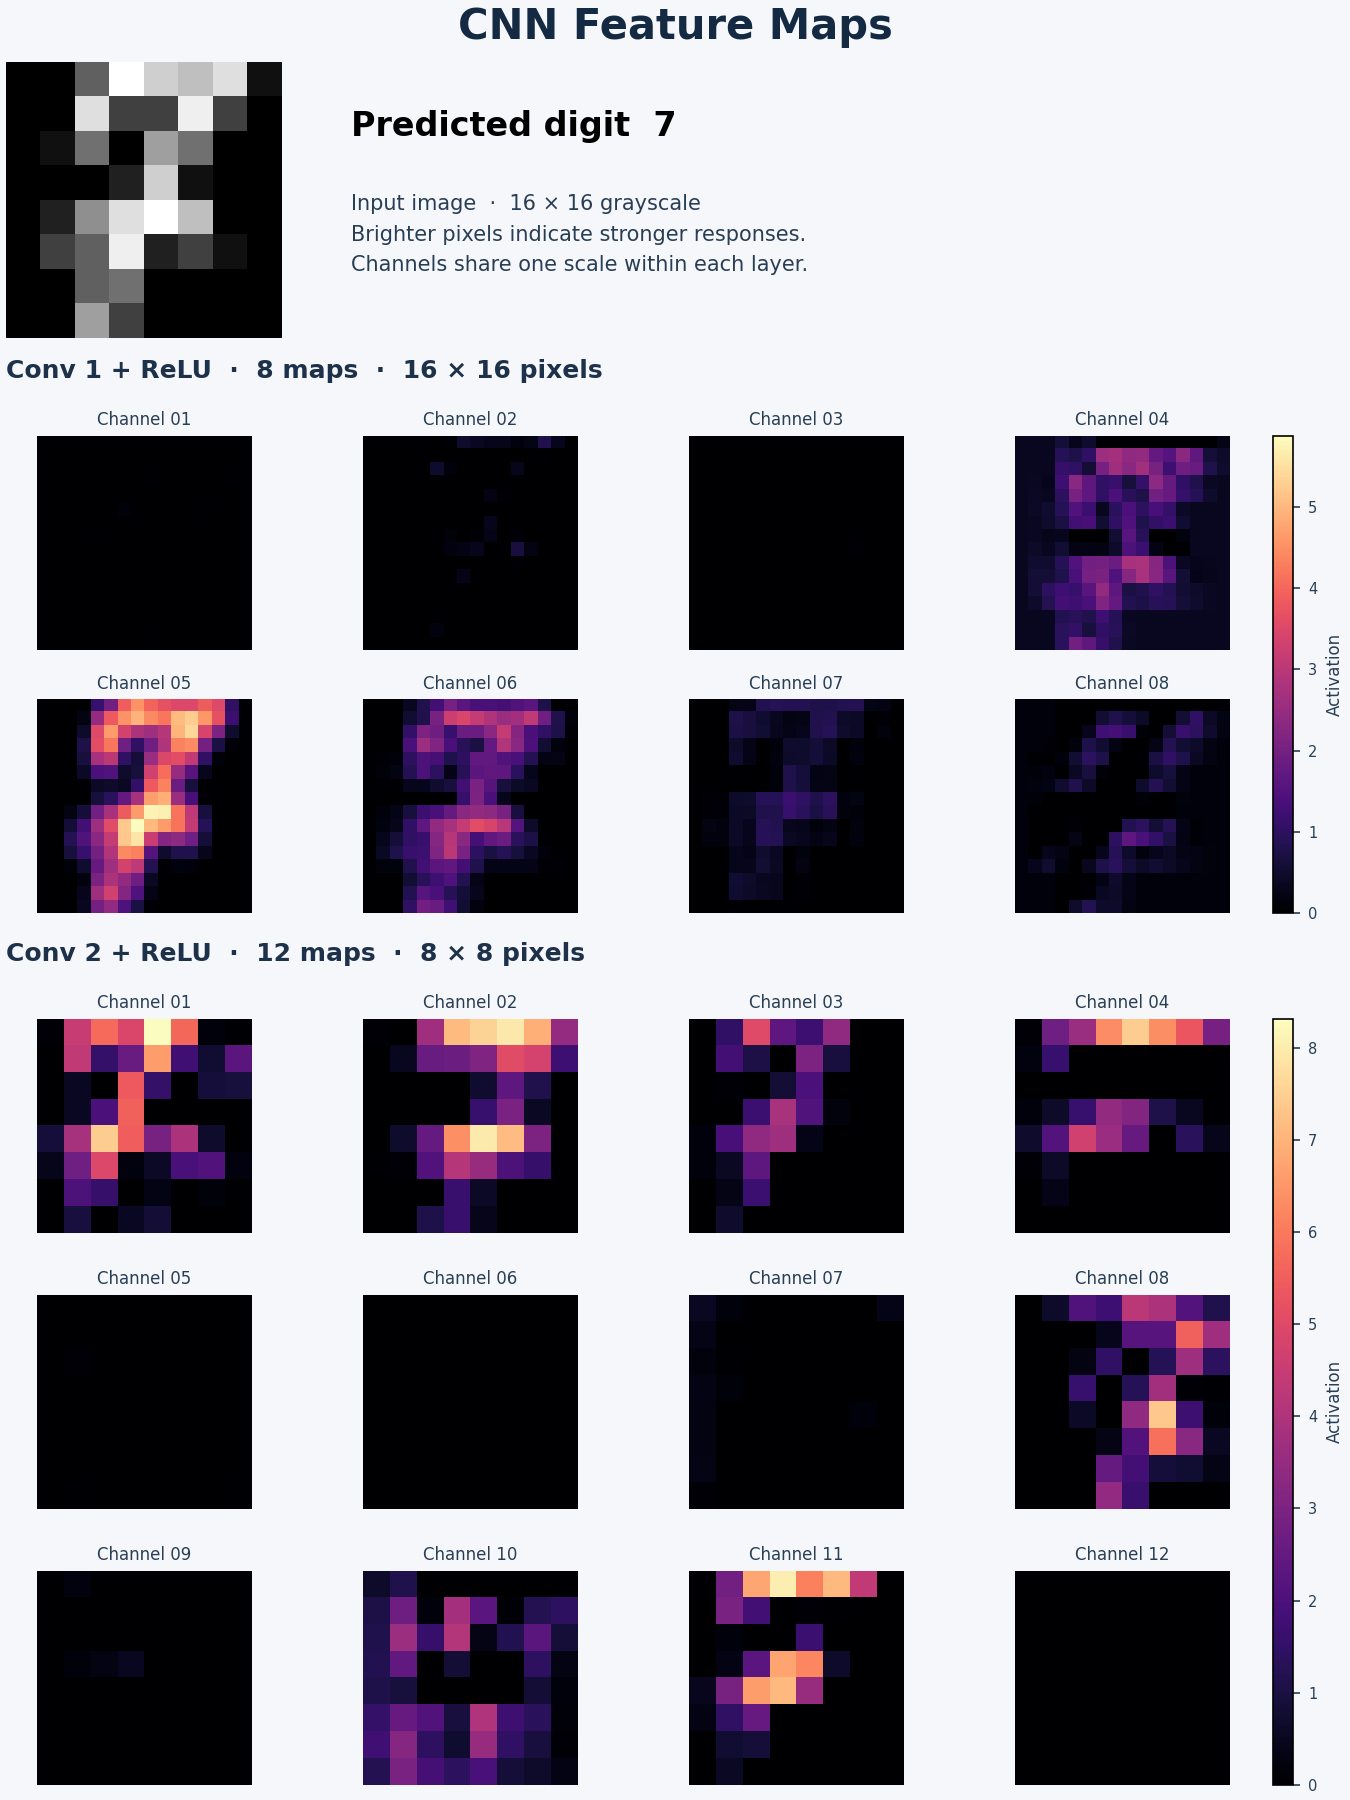 CNN Feature Maps
Predicted digit  7
Input image  ·  16 × 16 grayscale
Brighter pixels indicate stronger responses.
Channels share one scale within each layer.
Conv 1 + ReLU  ·  8 maps  ·  16 × 16 pixels
Channel 01
Channel 02
Channel 03
Channel 04
Channel 05
Channel 06
Channel 07
Channel 08
5
4
3
2
1
0
Activation
Conv 2 + ReLU  ·  12 maps  ·  8 × 8 pixels
Channel 01
Channel 02
Channel 03
Channel 04
Channel 05
Channel 06
Channel 07
Channel 08
Channel 09
Channel 10
Channel 11
Channel 12
8
7
6
5
4
3
2
1
0
Activation